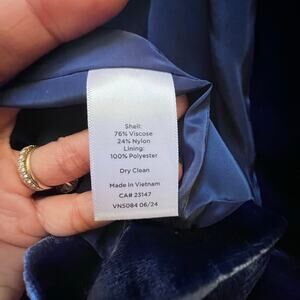 Shell:
76% Viscose
24% Nylon
Lining:
100% Polyester
Dry Clean
Made in Vietnam
CA# 23147
VN5084 06/24